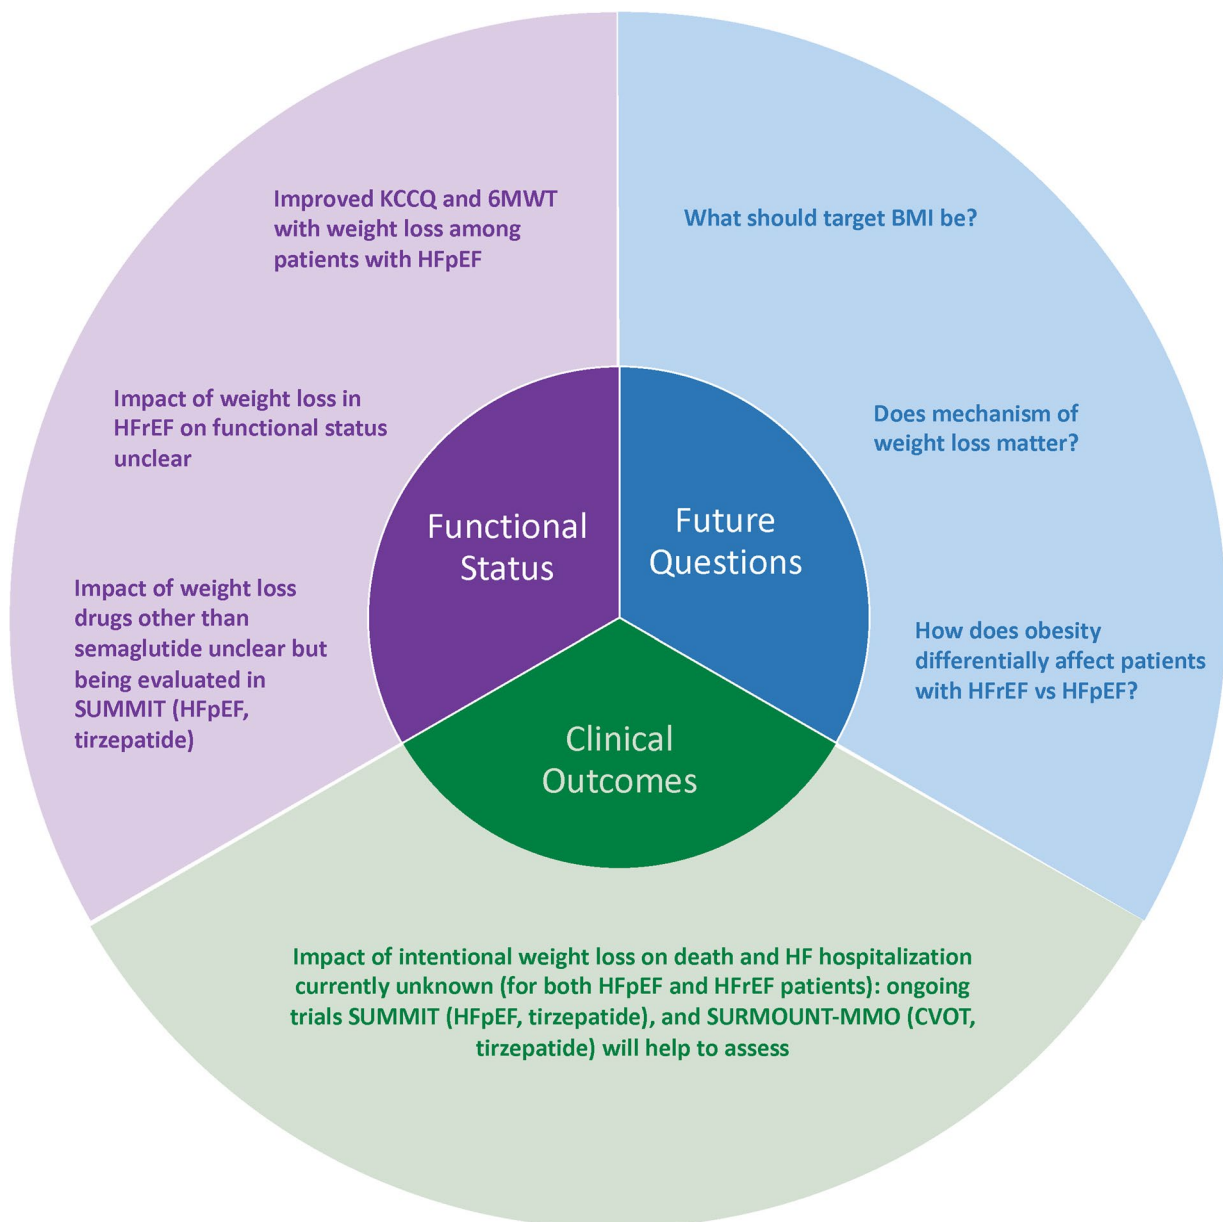 Improved KCCQ and 6MWT
with weight loss among
patients with HFpEF
Impact of weight loss in
HFrEF on functional status
unclear
Impact of weight loss
drugs other than
semaglutide unclear but
being evaluated in
SUMMIT (HFpEF,
tirzepatide)
Functional
Status
What should target BMI be?
Does mechanism of
weight loss matter?
How does obesity
differentially affect patients
with HFrEF vs HFpEF?
Future
Questions
Clinical
Outcomes
Impact of intentional weight loss on death and HF hospitalization
currently unknown (for both HFpEF and HFrEF patients): ongoing
trials SUMMIT (HFpEF, tirzepatide), and SURMOUNT-MMO (CVOT,
tirzepatide) will help to assess